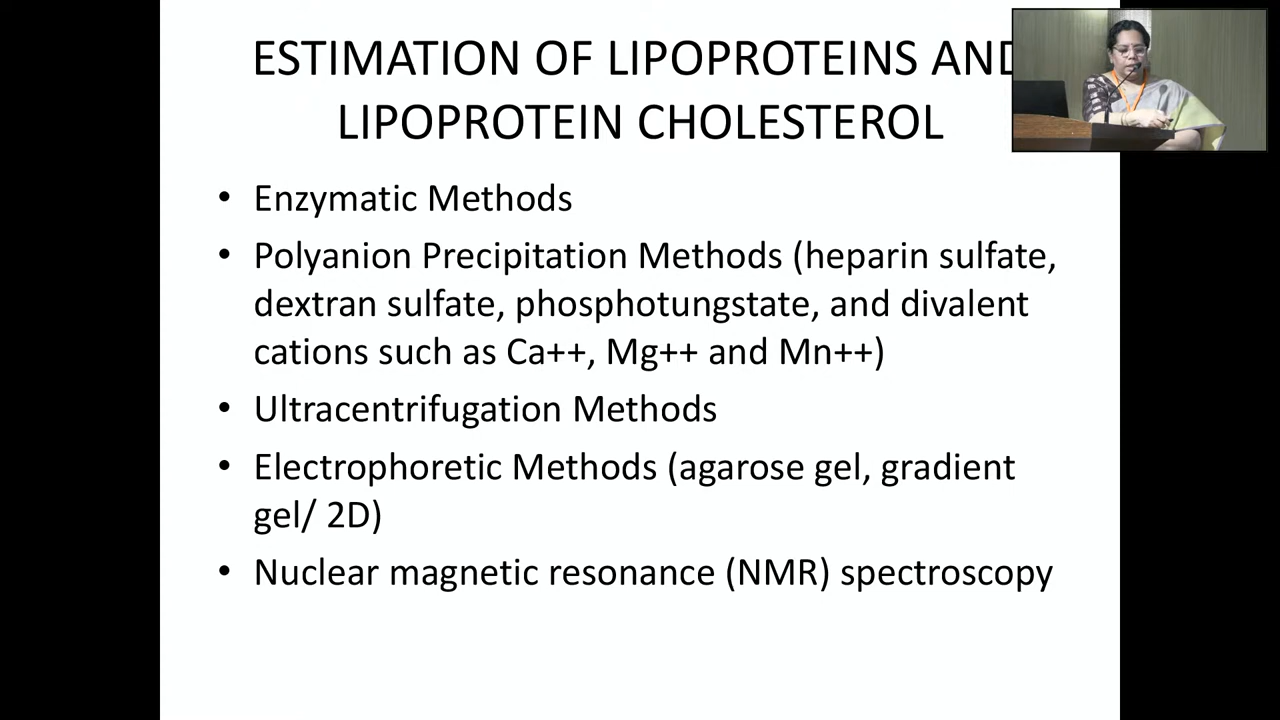 ESTIMATION OF LIPOPROTEINS AND
LIPOPROTEIN CHOLESTEROL
• Enzymatic Methods
• Polyanion Precipitation Methods (heparin sulfate,
dextran sulfate, phosphotungstate, and divalent
cations such as Ca++, Mg++ and Mn++)
• Ultracentrifugation Methods
• Electrophoretic Methods (agarose gel, gradient
gel/ 2D)
• Nuclear magnetic resonance (NMR) spectroscopy